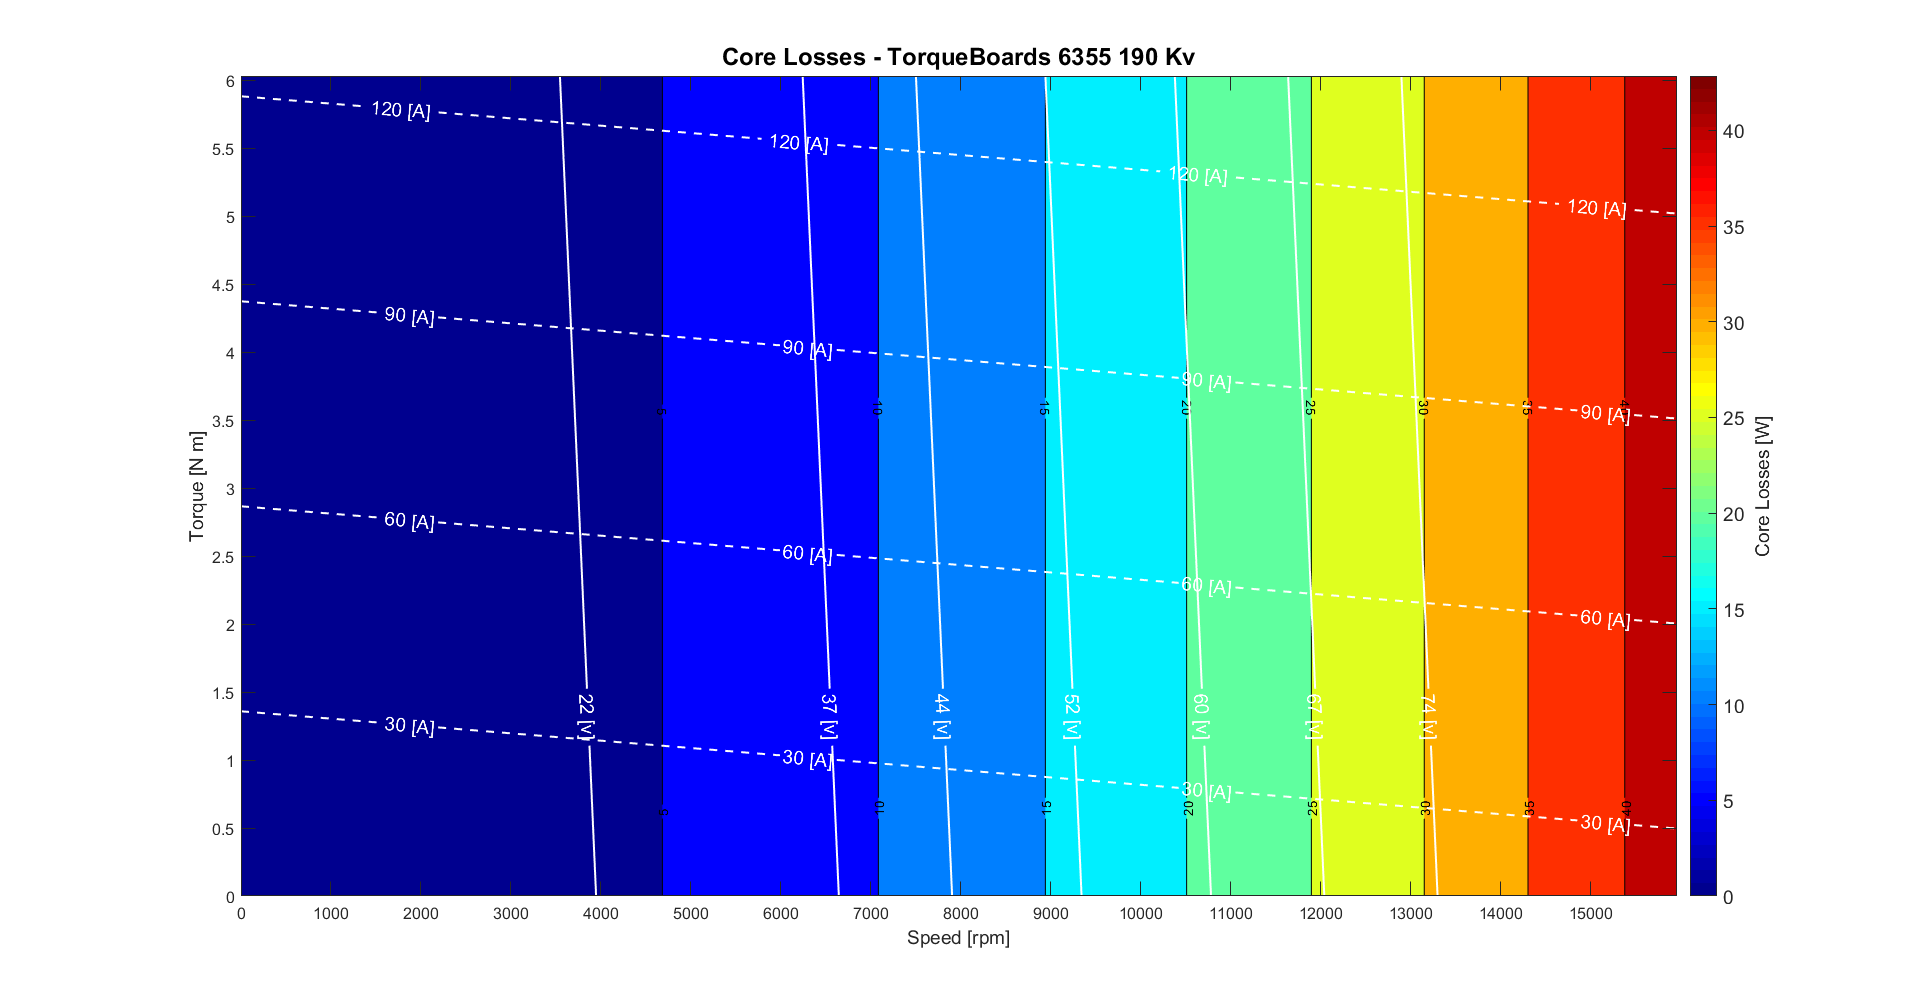 Core Losses - TorqueBoards 6355 190 Kv
6
5.5
5
4.5
4
3.5
3
2.5
2
1.5
1
0.5
0
Torque [N m]
120 [A]
120 [A]
120 [A]
120 [A]
90 [A]
90 [A]
90 [A]
90 [A]
5
10
15
20
25
30
35
60 [A]
60 [A]
60 [A]
60 [A]
22 [v]
37 [v]
44 [v]
52 [v]
60 [v]
67 [v]
74 [v]
30 [A]
30 [A]
30 [A]
30 [A]
5
10
15
20
25
30
35
40
0
1000
2000
3000
4000
5000
6000
7000
8000
9000
10000
11000
12000
13000
14000
15000
Speed [rpm]
40
35
30
25
20
15
10
5
0
Core Losses [W]